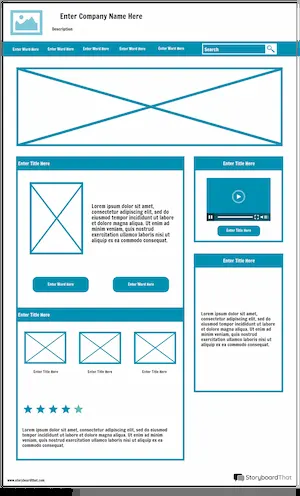 Enter Company Name Here
Description
Enter Word Here
Enter Word Here
Enter Word Here
Enter Word Here
Enter Word Here
Search
Enter Title Here
Lorem ipsum dolor sit amet,
consectetur adipiscing elit, sed do
eiusmod tempor incididunt ut labore
et dolore magna aliqua. Ut enim ad
minim veniam, quis nostrud
exercitation ullamco laboris nisi ut
aliquip ex ea commodo consequat.
Enter Word Here
Enter Word Here
Enter Title Here
Enter Word Here
Enter Title Here
Lorem ipsum dolor sit amet,
consectetur adipiscing elit, sed do
eiusmod tempor incididunt ut labore
et dolore magna aliqua. Ut enim ad
minim veniam, quis nostrud
exercitation ullamco laboris nisi ut
aliquip ex ea commodo consequat.
Enter Title Here
Enter Title Here
Enter Title Here
Enter Title Here
Lorem ipsum dolor sit amet, consectetur adipiscing elit, sed do
eiusmod tempor incididunt ut labore et dolore magna aliqua. Ut
enim ad minim veniam, quis nostrud exercitation ullamco laboris
nisi ut aliquip ex ea commodo consequat.
www.storyboardthat.com
StoryboardThat